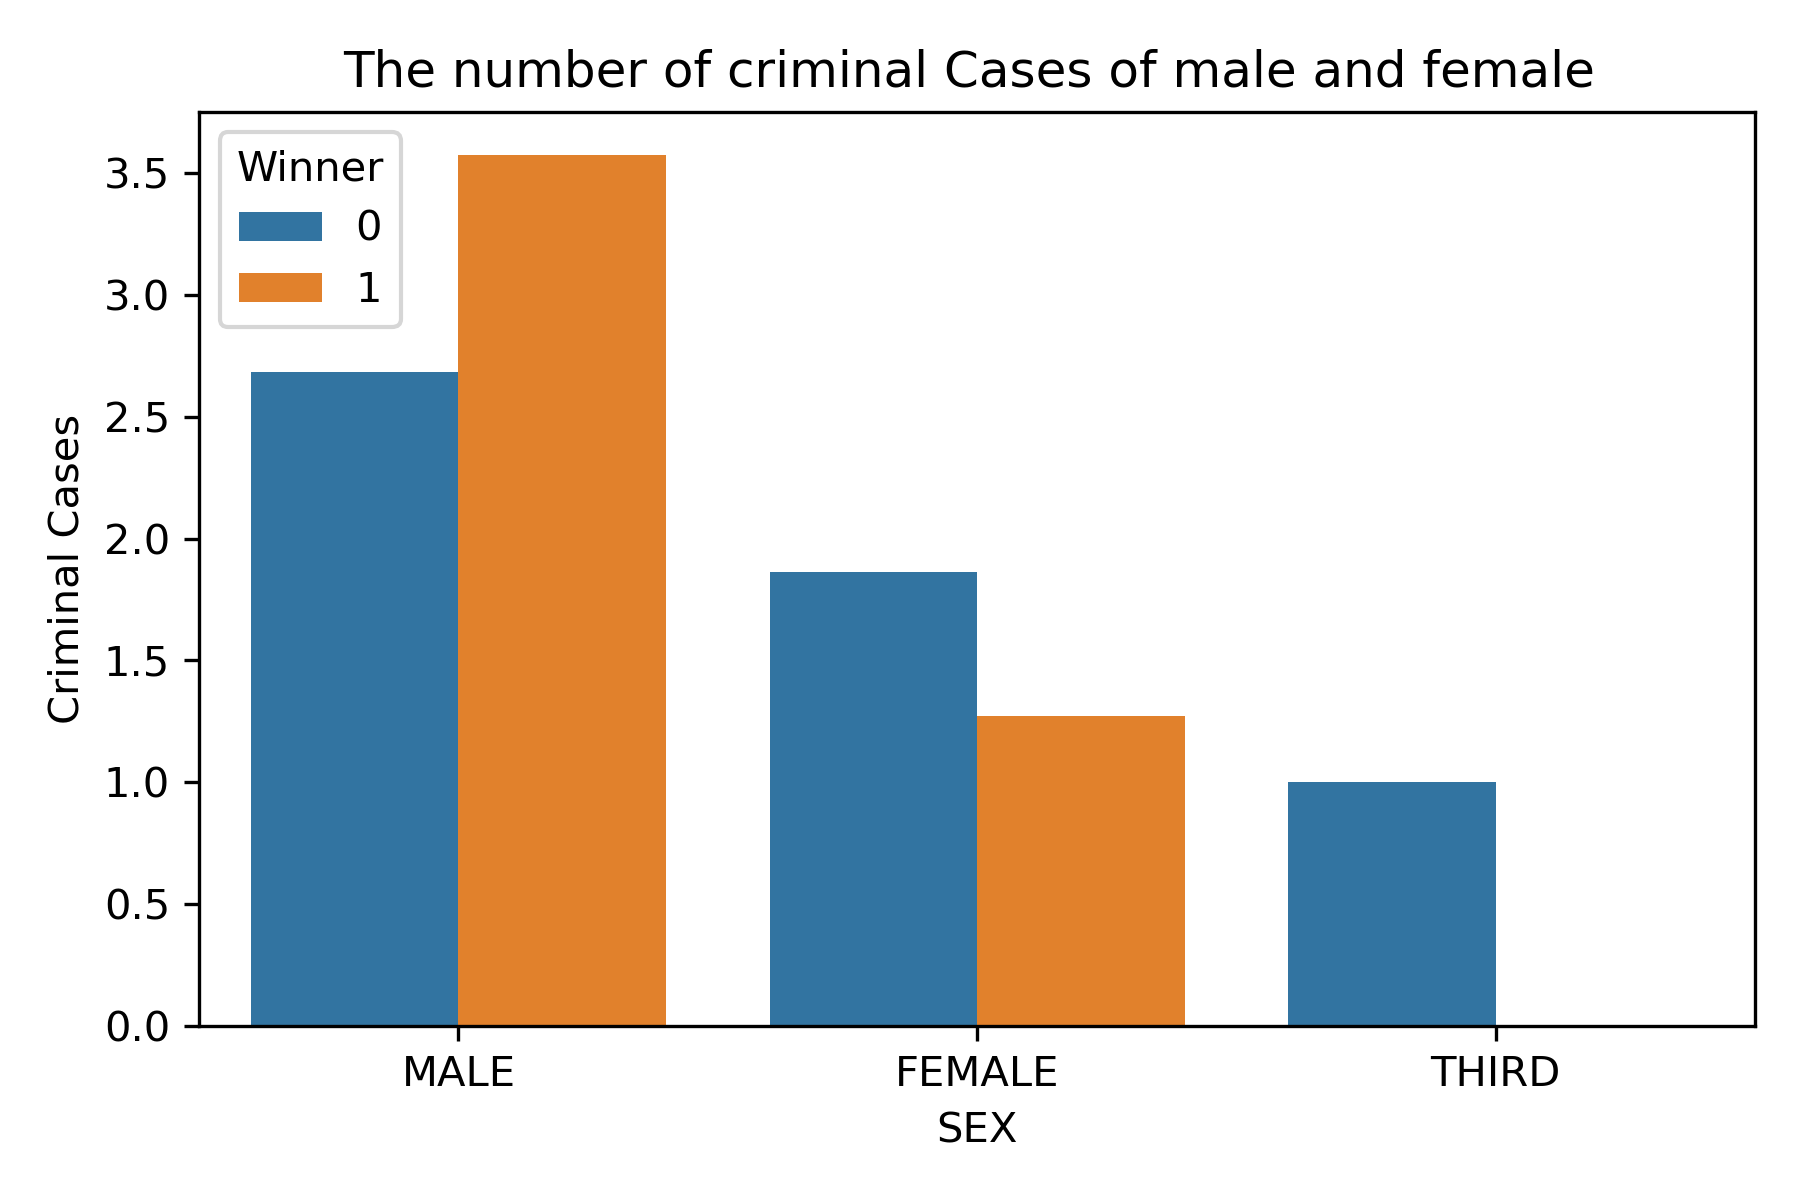 The number of criminal Cases of male and female
Winner
0
1
3.5
3.0
2.5
2.0
1.5
1.0
0.5
0.0
Criminal Cases
MALE FEMALE THIRD
SEX